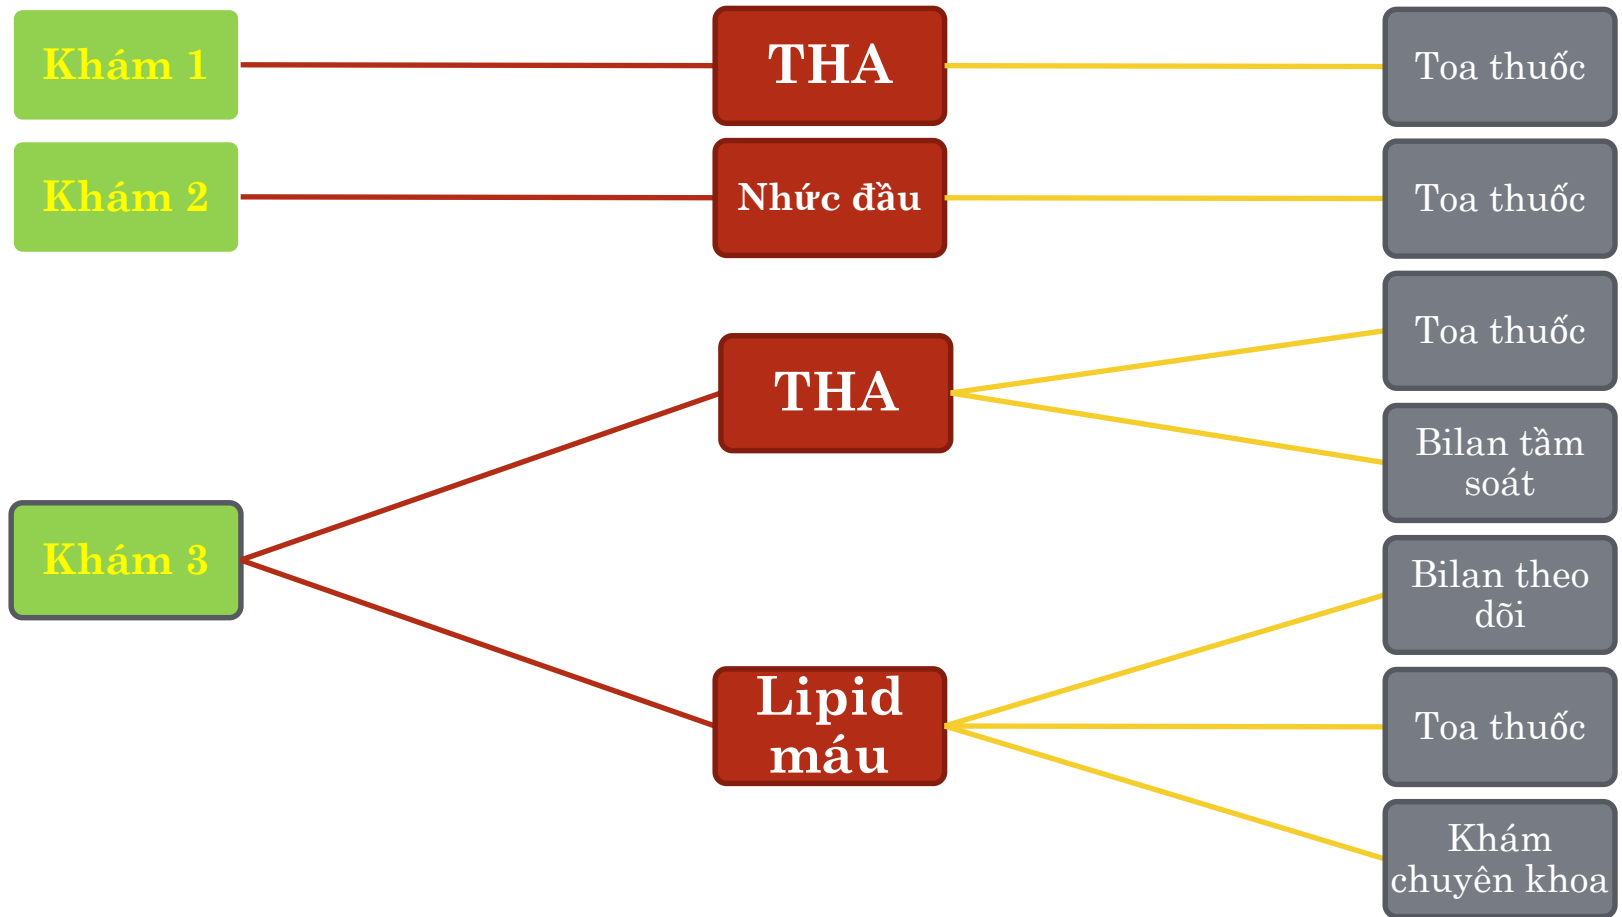 Khám 1
THA
Toa thuốc
Khám 2
Nhức đầu
Toa thuốc
Khám 3
THA
Toa thuốc
Bilan tầm
soát
Lipid
máu
Bilan theo
dõi
Toa thuốc
Khám
chuyên khoa